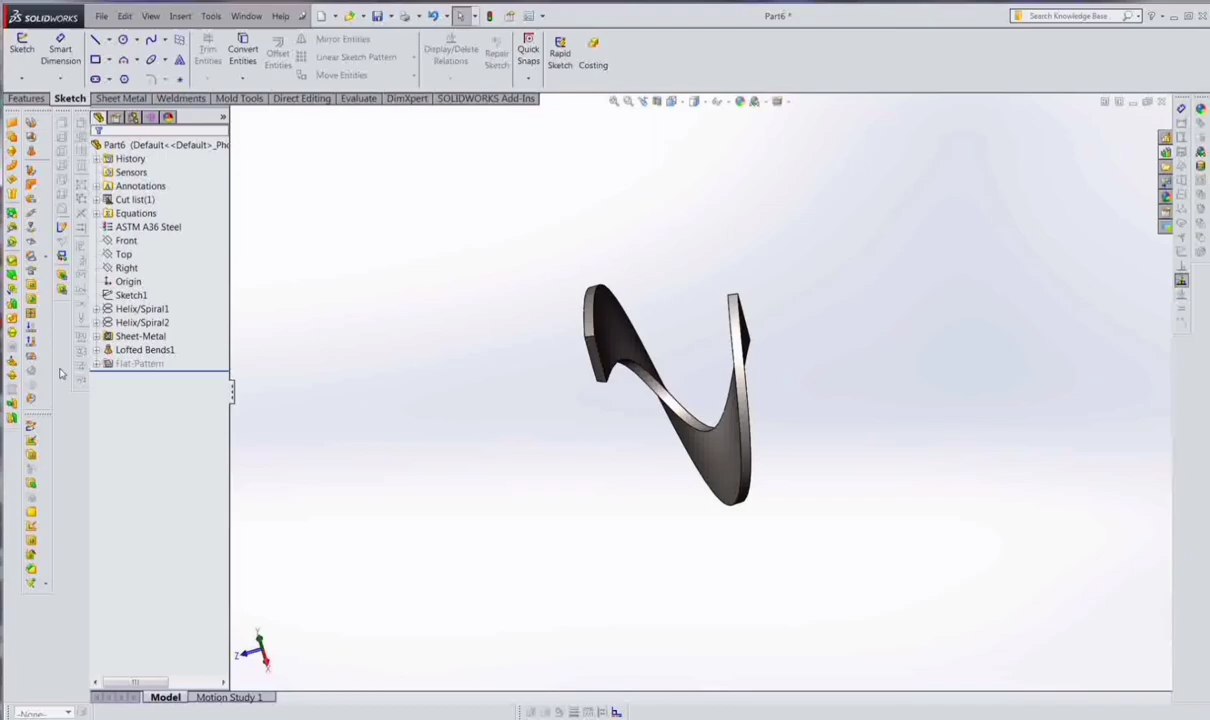 SOLIDWORKS File Edit View Insert Tools Window Help Part6 * Search Knowledge Base
Sketch Smart Dimension Trim Entities Convert Entities Offset Entities Mirror Entities Linear Sketch Pattern Move Entities Display/Delete Relations Repair Sketch Quick Snaps Rapid Sketch Costing
Features Sketch Sheet Metal Weldments Mold Tools Direct Editing Evaluate DimXpert SOLIDWORKS Add-Ins
Part6 (Default<<Default>_Pho
History
Sensors
Annotations
Cut list(1)
Equations
ASTM A36 Steel
Front
Top
Right
Origin
Sketch1
Helix/Spiral1
Helix/Spiral2
Sheet-Metal
Lofted Bends1
Flat-Pattern
Y
Z
X
Model Motion Study 1
-None-